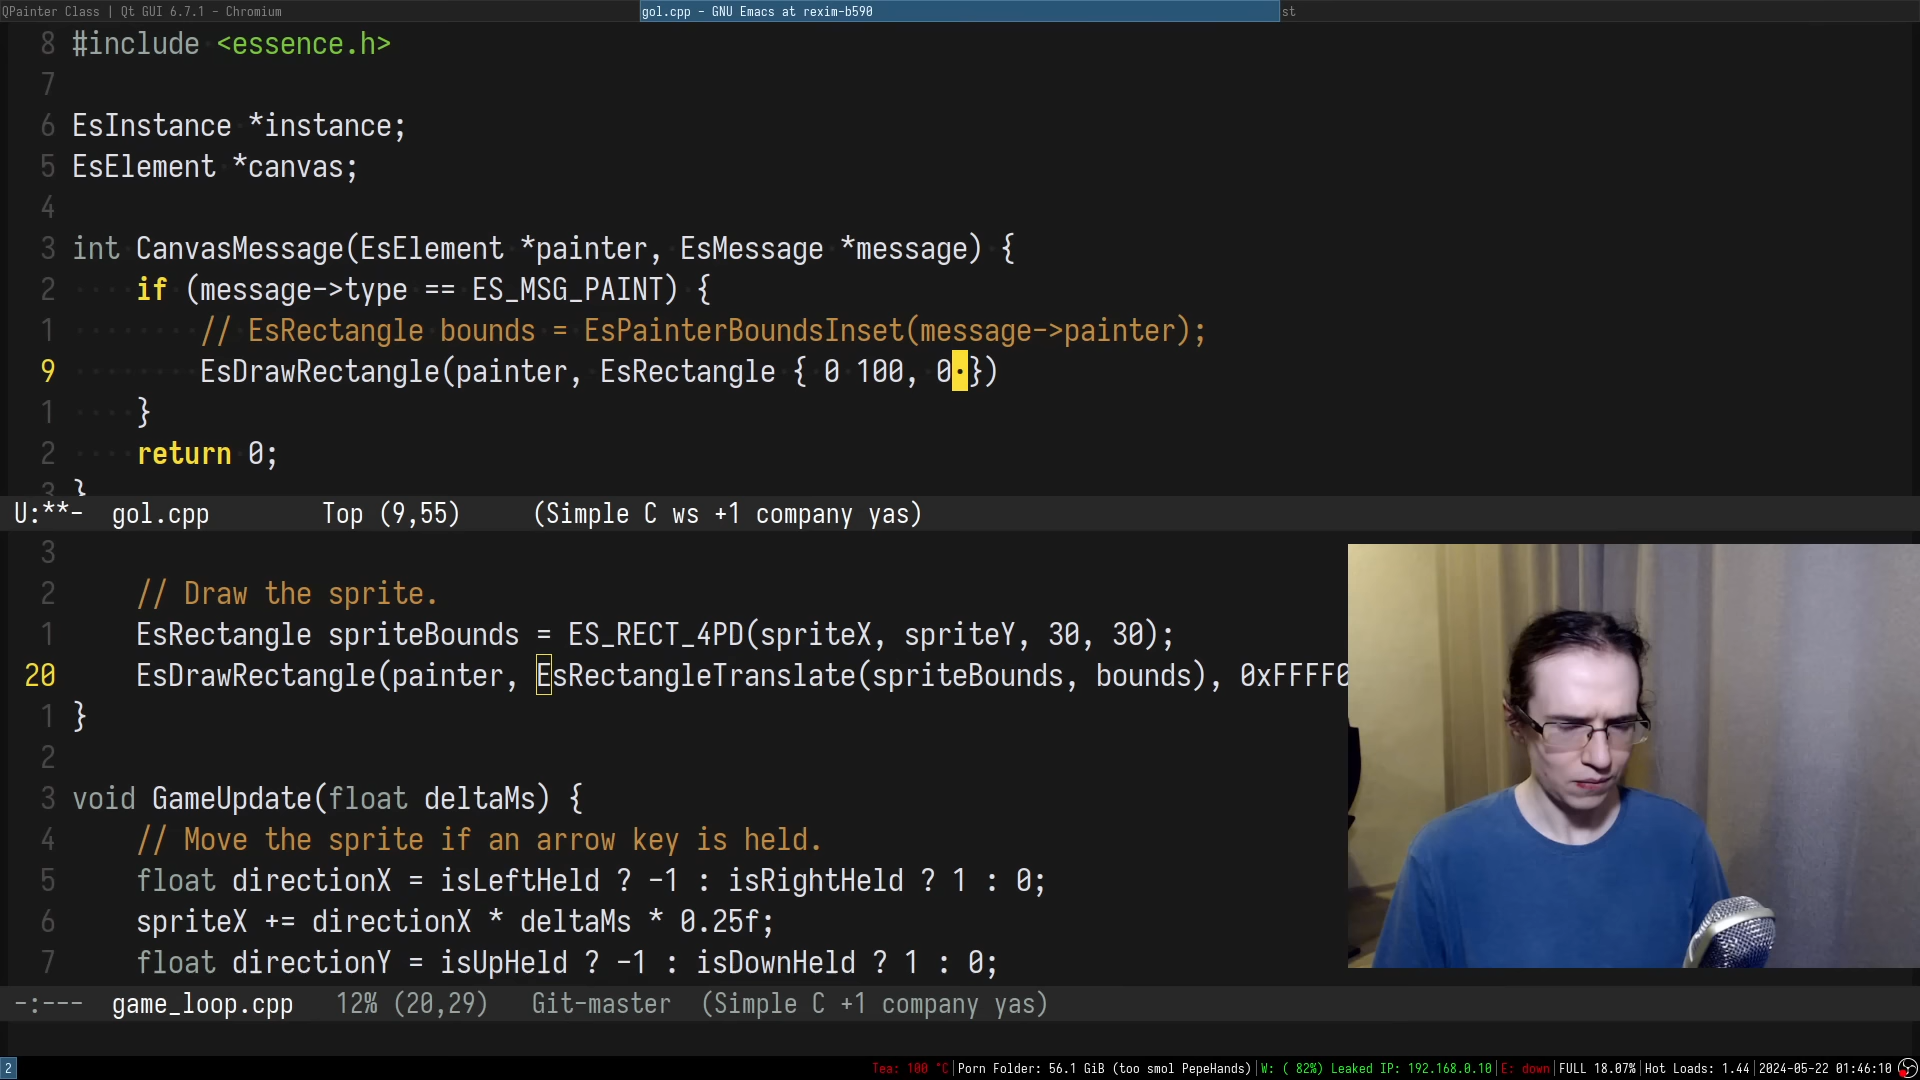 QPainter Class | Qt GUI 6.7.1 - Chromium
gol.cpp - GNU Emacs at rexim-b590
st
8 #include <essence.h>
7
6 EsInstance *instance;
5 EsElement *canvas;
4
3 int CanvasMessage(EsElement *painter, EsMessage *message) {
2 ····if (message->type == ES_MSG_PAINT) {
1 ········// EsRectangle bounds = EsPainterBoundsInset(message->painter);
9 ········EsDrawRectangle(painter, EsRectangle { 0 100, 0·})
1 ····}
2 ····return 0;
3 }
U:**- gol.cpp Top (9,55) (Simple C ws +1 company yas)
3
2 // Draw the sprite.
1 EsRectangle spriteBounds = ES_RECT_4PD(spriteX, spriteY, 30, 30);
20 EsDrawRectangle(painter, EsRectangleTranslate(spriteBounds, bounds), 0xFFFF0
1 }
2
3 void GameUpdate(float deltaMs) {
4 // Move the sprite if an arrow key is held.
5 float directionX = isLeftHeld ? -1 : isRightHeld ? 1 : 0;
6 spriteX += directionX * deltaMs * 0.25f;
7 float directionY = isUpHeld ? -1 : isDownHeld ? 1 : 0;
-:--- game_loop.cpp 12% (20,29) Git-master (Simple C +1 company yas)
2 Tea: 100 °C|Porn Folder: 56.1 GiB (too smol PepeHands)|W: ( 82%) Leaked IP: 192.168.0.10|E: down|FULL 18.07%|Hot Loads: 1.44|2024-05-22 01:46:10